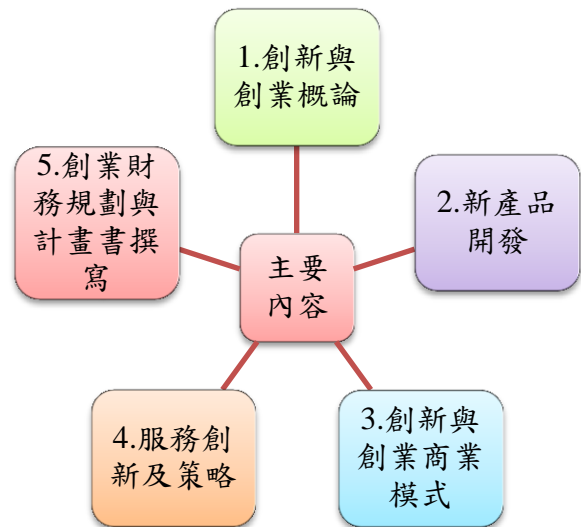 1.創新與
創業概論
2.新產品
開發
3.創新與
創業商業
模式
4.服務創
新及策略
5.創業財
務規劃與
計畫書撰
寫
主要
內容